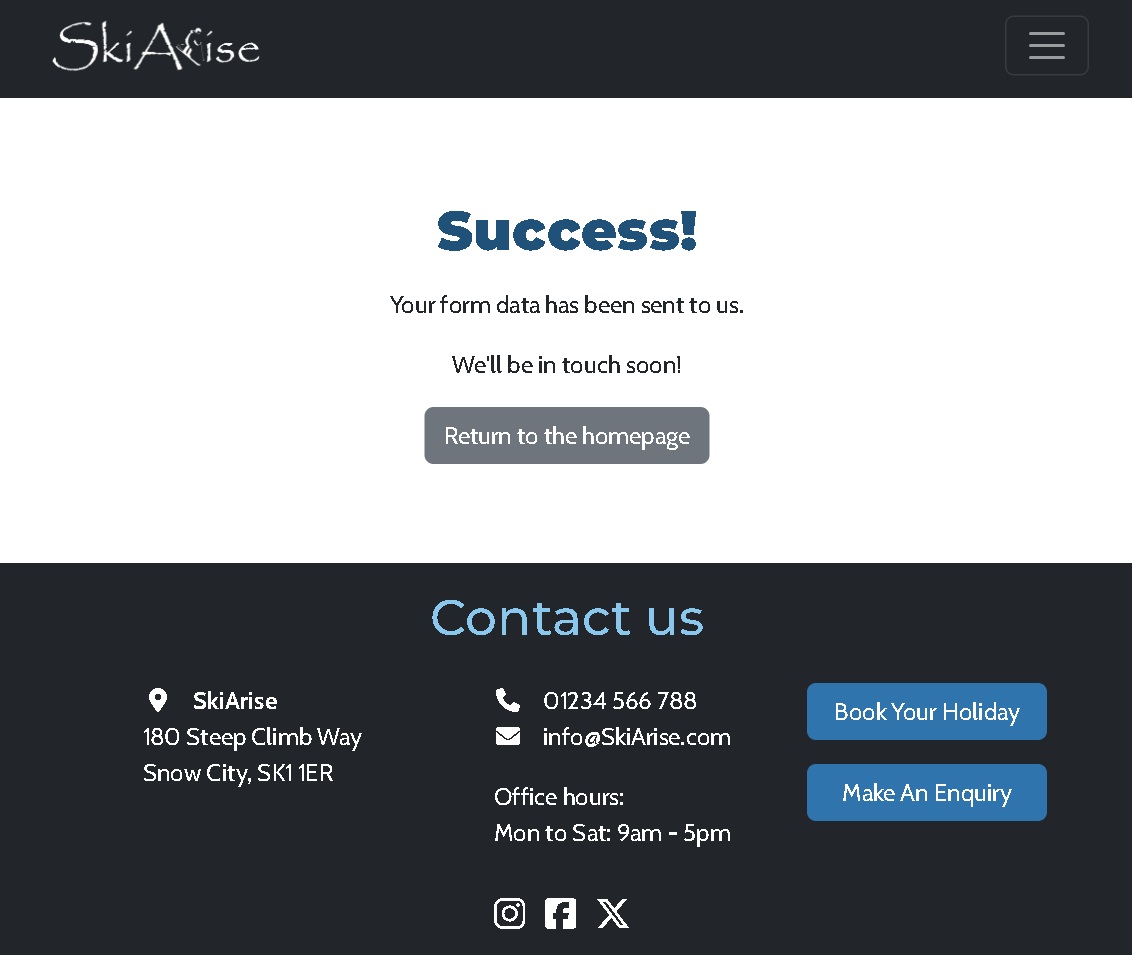 SkiArise
Success!
Your form data has been sent to us.
We'll be in touch soon!
Return to the homepage
Contact us
SkiArise
180 Steep Climb Way
Snow City, SK1 1ER
01234 566 788
info@SkiArise.com
Office hours:
Mon to Sat: 9am - 5pm
Book Your Holiday
Make An Enquiry